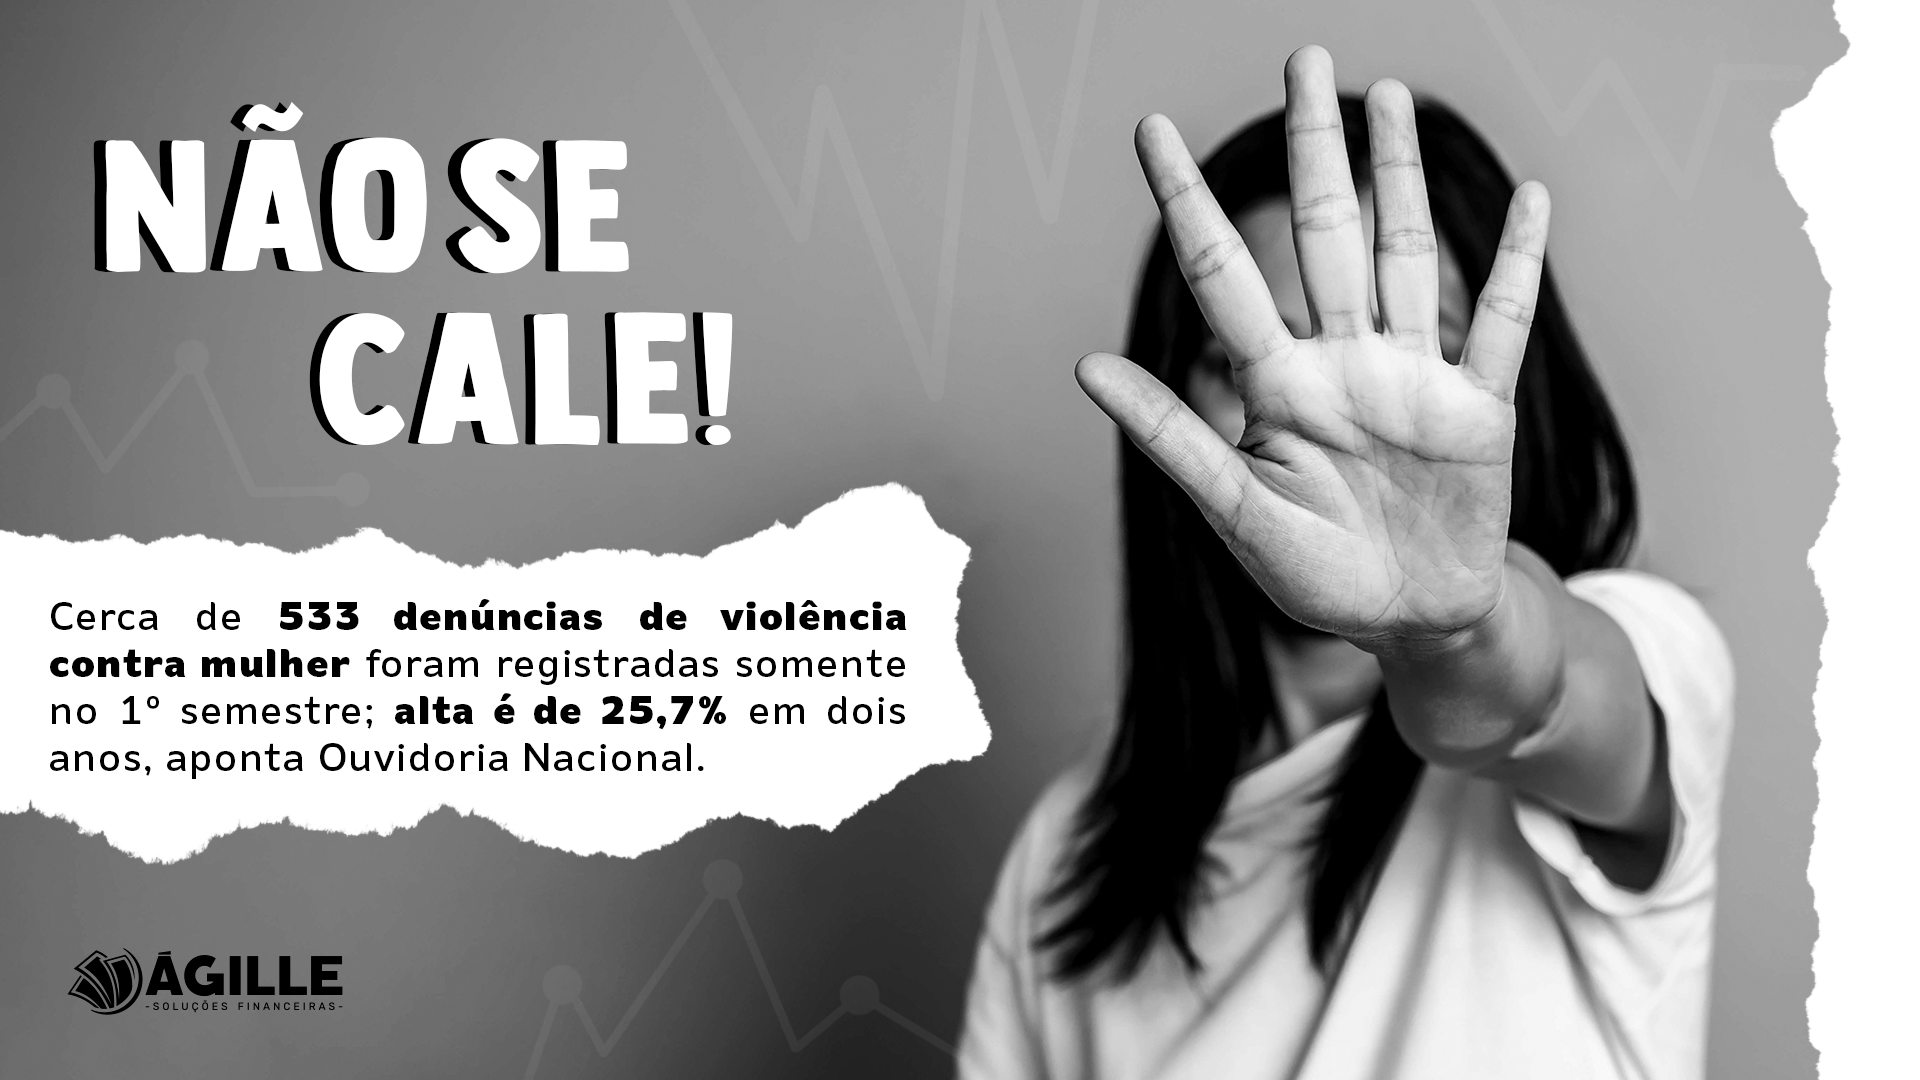 NÃO SE
CALE!
Cerca de 533 denúncias de violência
contra mulher foram registradas somente
no 1º semestre; alta é de 25,7% em dois
anos, aponta Ouvidoria Nacional.
ÁGILLE
-SOLUÇÕES FINANCEIRAS-